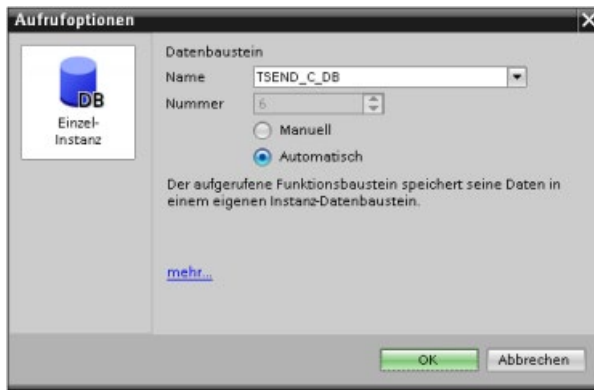 Aufrufoptionen
DB
Einzel-
Instanz
Datenbaustein
Name TSEND_C_DB
Nummer 6
Manuell
Automatisch
Der aufgerufene Funktionsbaustein speichert seine Daten in
einem eigenen Instanz-Datenbaustein.
mehr...
OK Abbrechen